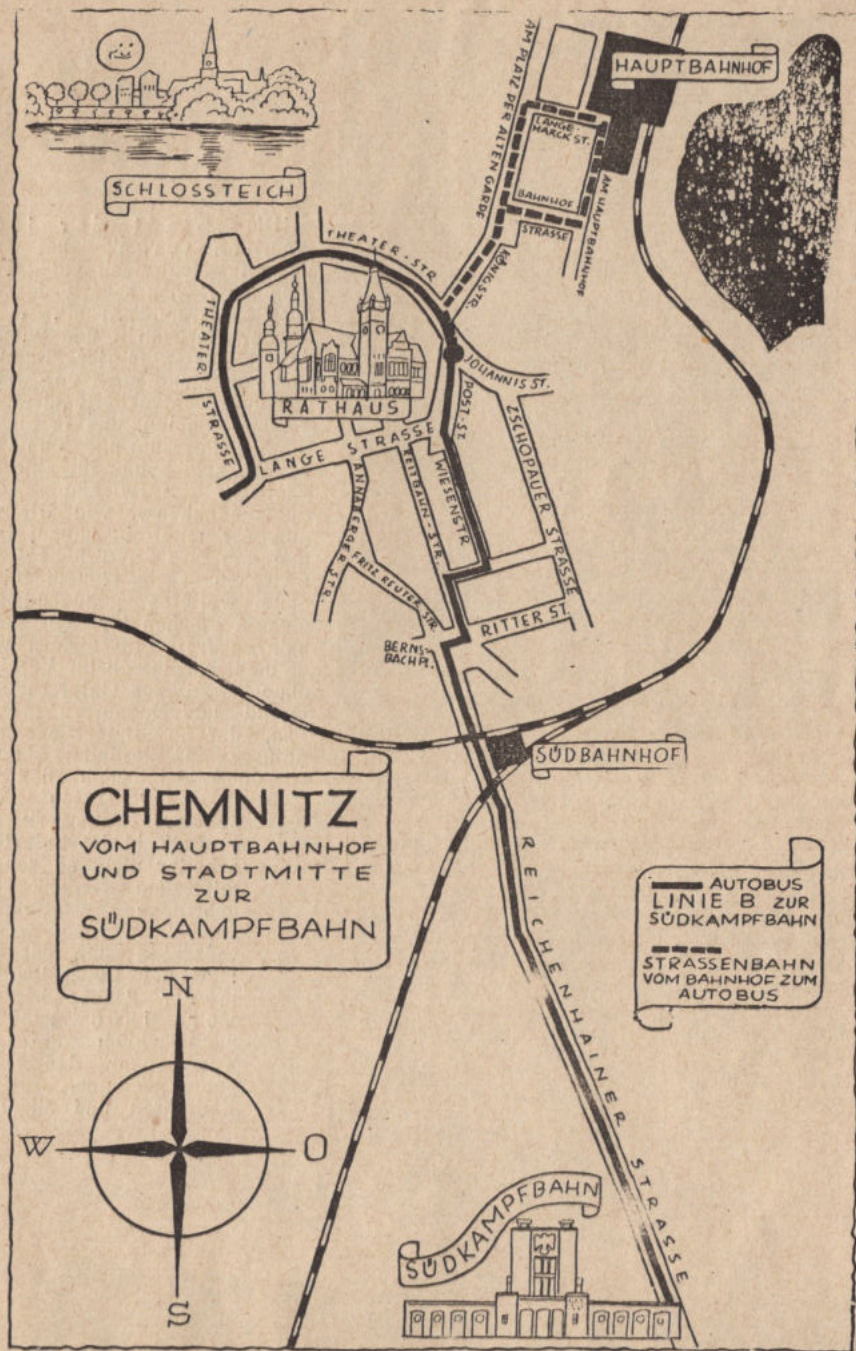 HAUPTBAHNHOF
AM PLATZ DER ALTEN GARDE
LANGE-
MARCK ST.
BAHNHOF
STRASSE
AM HAUPTBAHNHOF
KÖNIGSTR.
SCHLOSSTEICH
THEATER-STR.
THEATER
STRASSE
RATHAUS
JOHANNIS ST.
POST-ST.
ZSCHOPAUER STRASSE
LANGE STRASSE
WIESENSTR.
REITBAHN-STR.
ANNABERGER STR.
FRITZ REUTER STR.
RITTER ST.
BERNS-
BACHPL.
SÜDBAHNHOF
CHEMNITZ
VOM HAUPTBAHNHOF
UND STADTMITTE
ZUR
SÜDKAMPFBAHN
REICHENHAINER STRASSE
AUTOBUS
LINIE B ZUR
SÜDKAMPFBAHN
STRASSENBAHN
VOM BAHNHOF ZUM
AUTOBUS
N
W
O
S
SÜDKAMPFBAHN